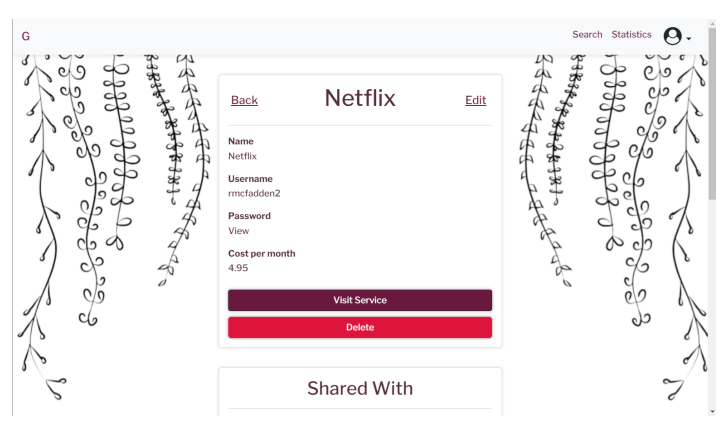 G
Search Statistics
Back Netflix Edit
Name
Netflix
Username
rmcfadden2
Password
View
Cost per month
4.95
Visit Service
Delete
Shared With